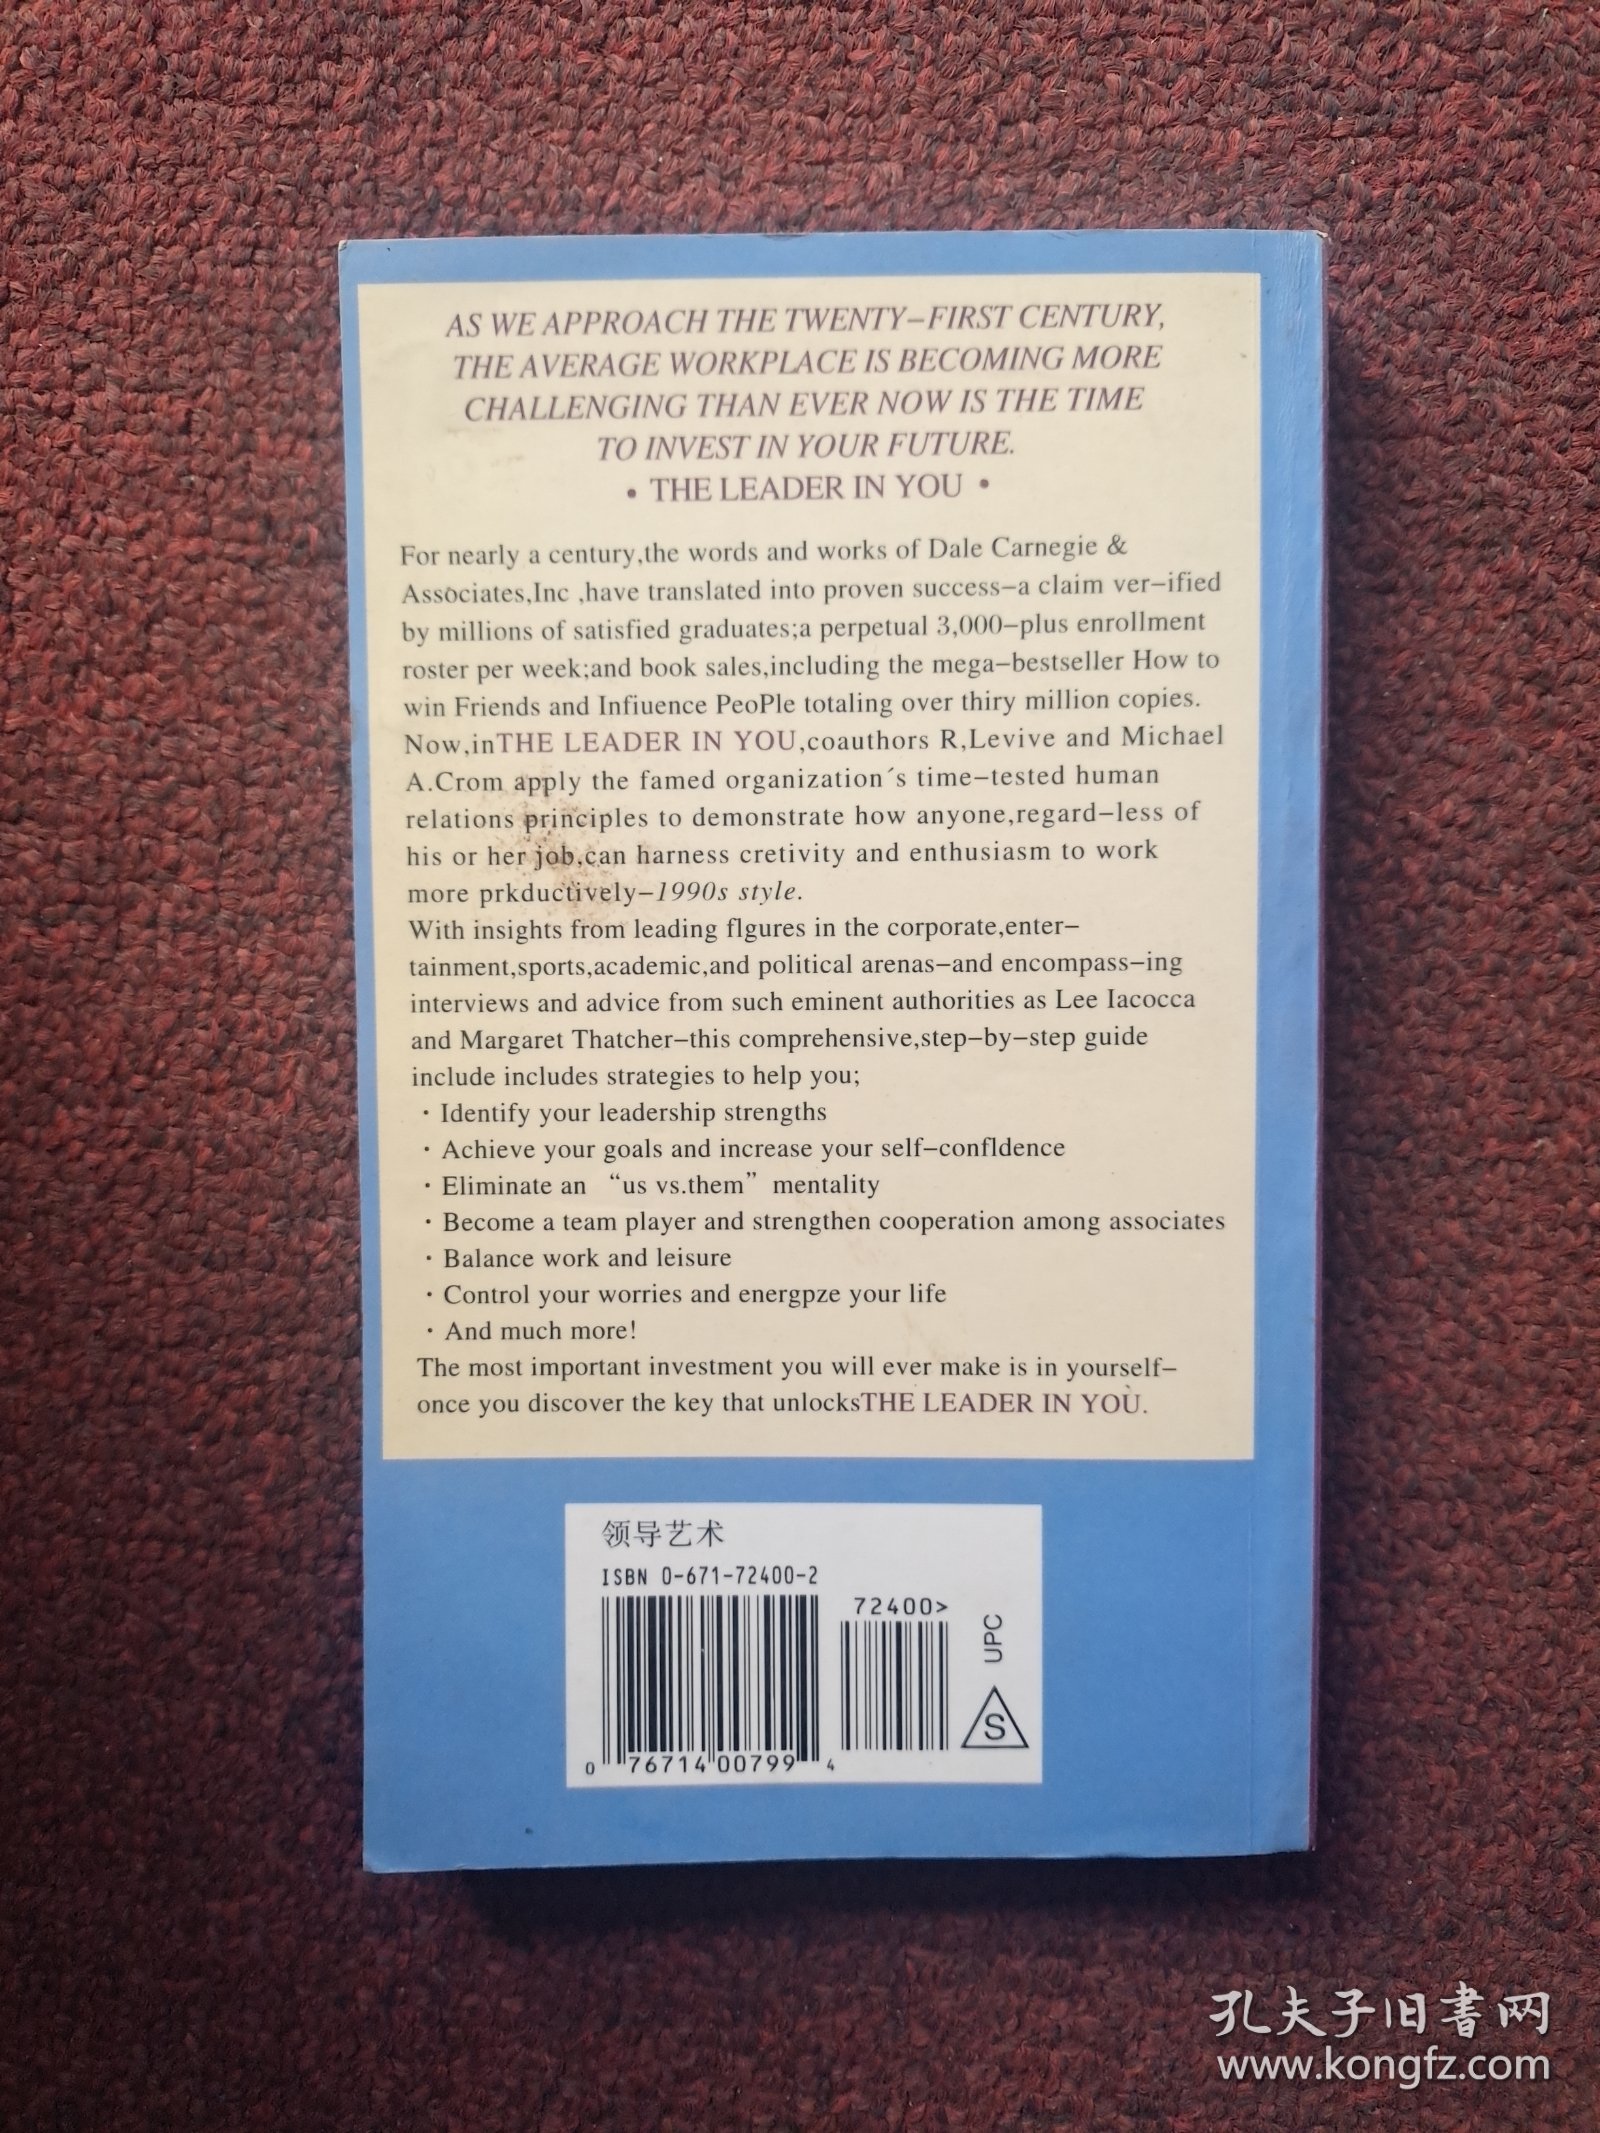 AS WE APPROACH THE TWENTY–FIRST CENTURY,
THE AVERAGE WORKPLACE IS BECOMING MORE
CHALLENGING THAN EVER NOW IS THE TIME
TO INVEST IN YOUR FUTURE.
• THE LEADER IN YOU •
For nearly a century,the words and works of Dale Carnegie &
Associates,Inc ,have translated into proven success–a claim ver–ified
by millions of satisfied graduates;a perpetual 3,000–plus enrollment
roster per week;and book sales,including the mega–bestseller How to
win Friends and Infiuence PeoPle totaling over thiry million copies.
Now,inTHE LEADER IN YOU,coauthors R,Levive and Michael
A.Crom apply the famed organization´s time–tested human
relations principles to demonstrate how anyone,regard–less of
his or her job,can harness cretivity and enthusiasm to work
more prkductively–1990s style.
With insights from leading flgures in the corporate,enter–
tainment,sports,academic,and political arenas–and encompass–ing
interviews and advice from such eminent authorities as Lee Iacocca
and Margaret Thatcher–this comprehensive,step–by–step guide
include includes strategies to help you;
· Identify your leadership strengths
· Achieve your goals and increase your self–confldence
· Eliminate an “us vs.them” mentality
· Become a team player and strengthen cooperation among associates
· Balance work and leisure
· Control your worries and energpze your life
· And much more!
The most important investment you will ever make is in yourself–
once you discover the key that unlocksTHE LEADER IN YOU.
领导艺术
ISBN 0-671-72400-2
72400>
UPC
S
0 76714 00799 4
孔夫子旧書网
www.kongfz.com